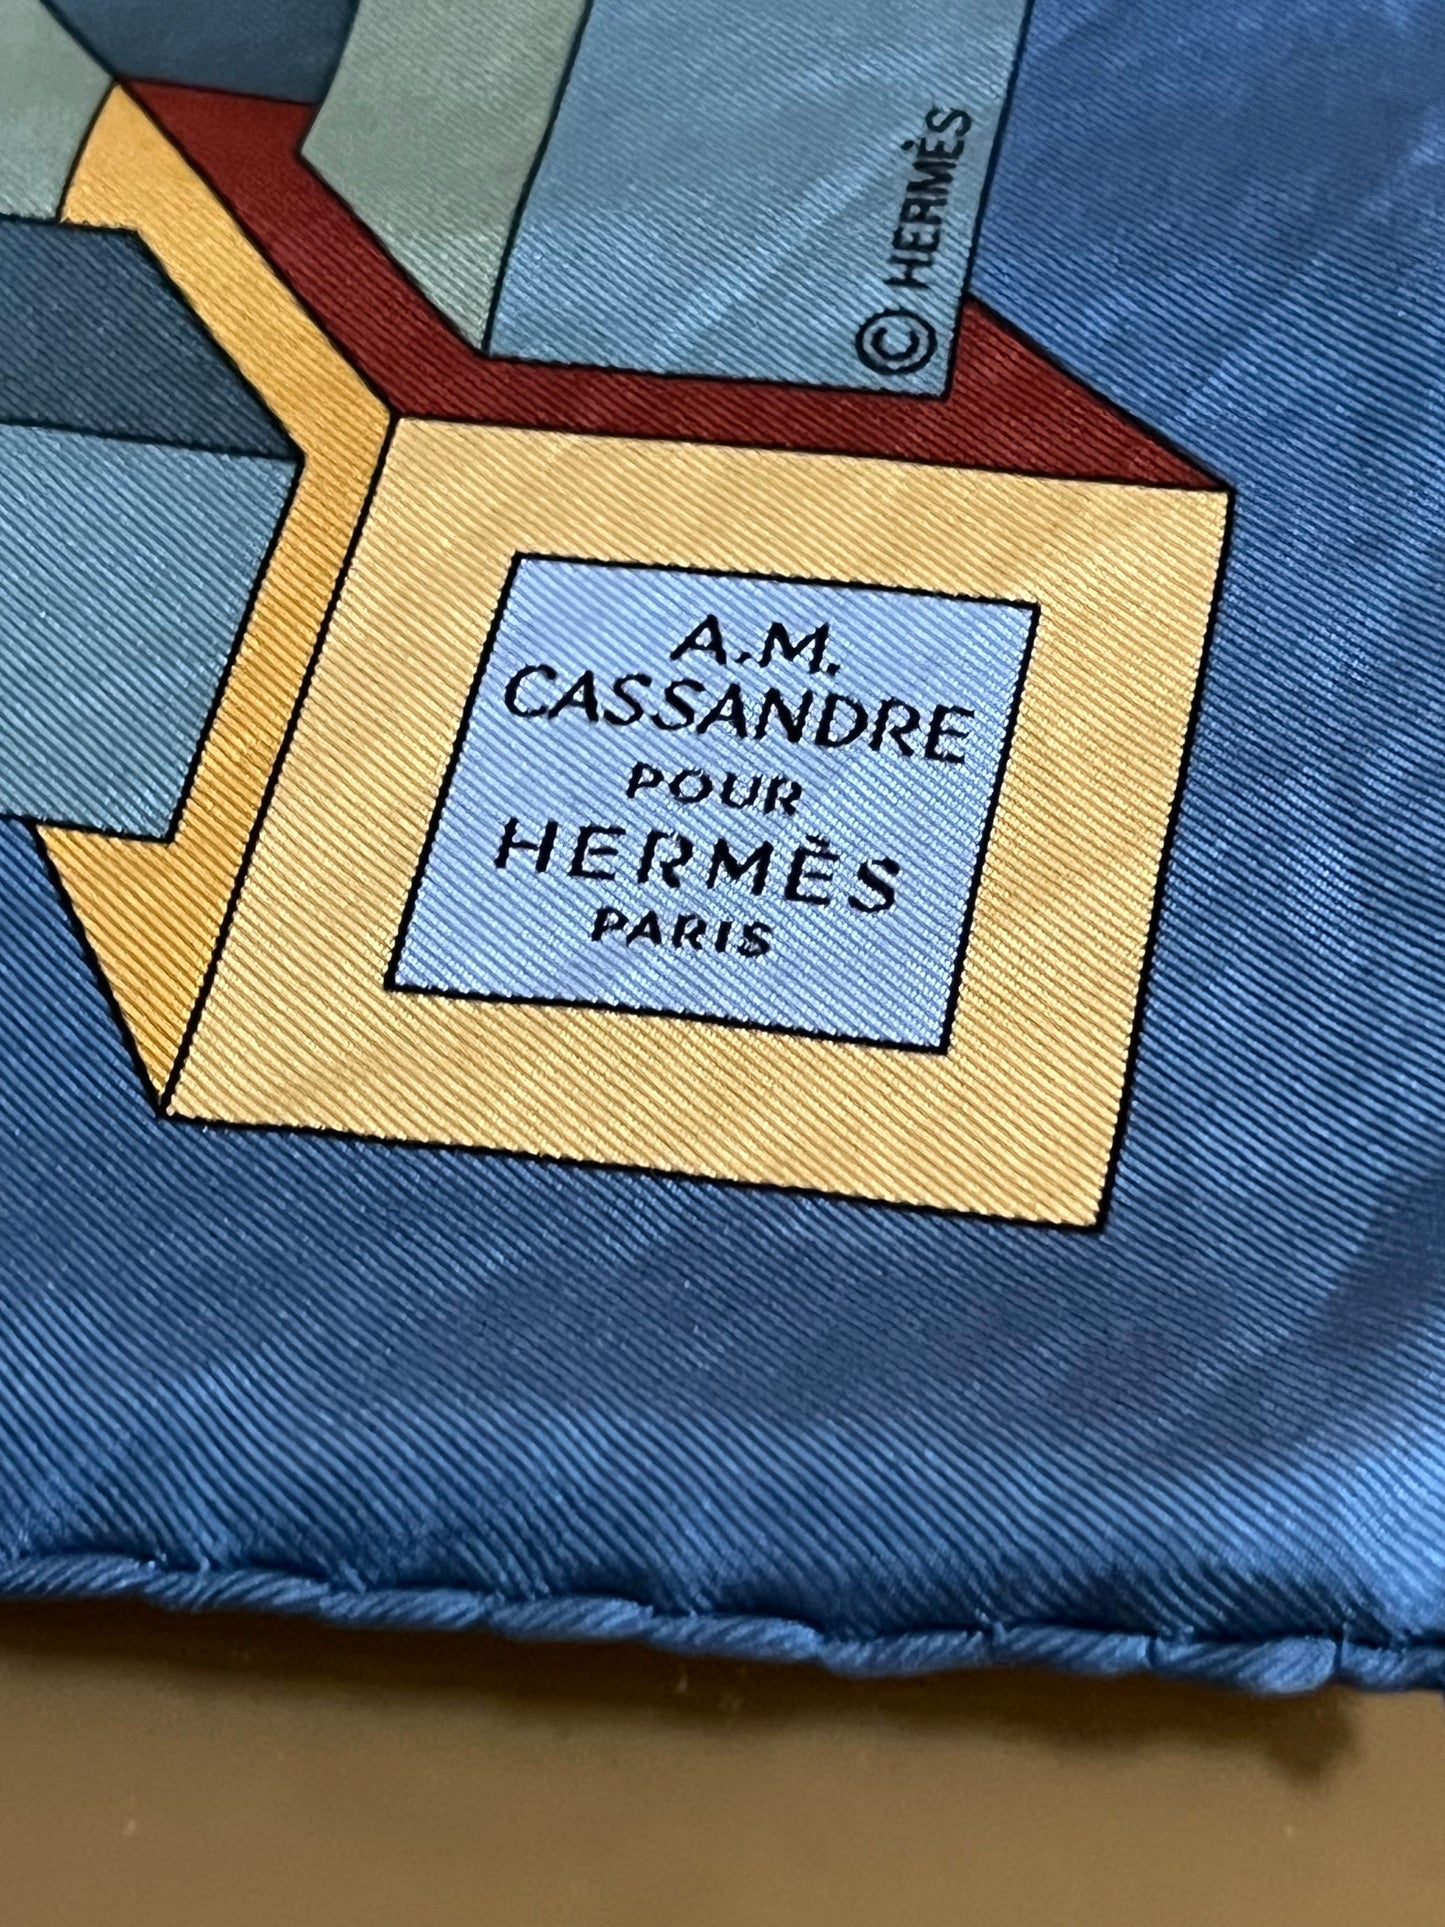 © HERMÈS
A.M.
CASSANDRE
POUR
HERMÈS
PARIS